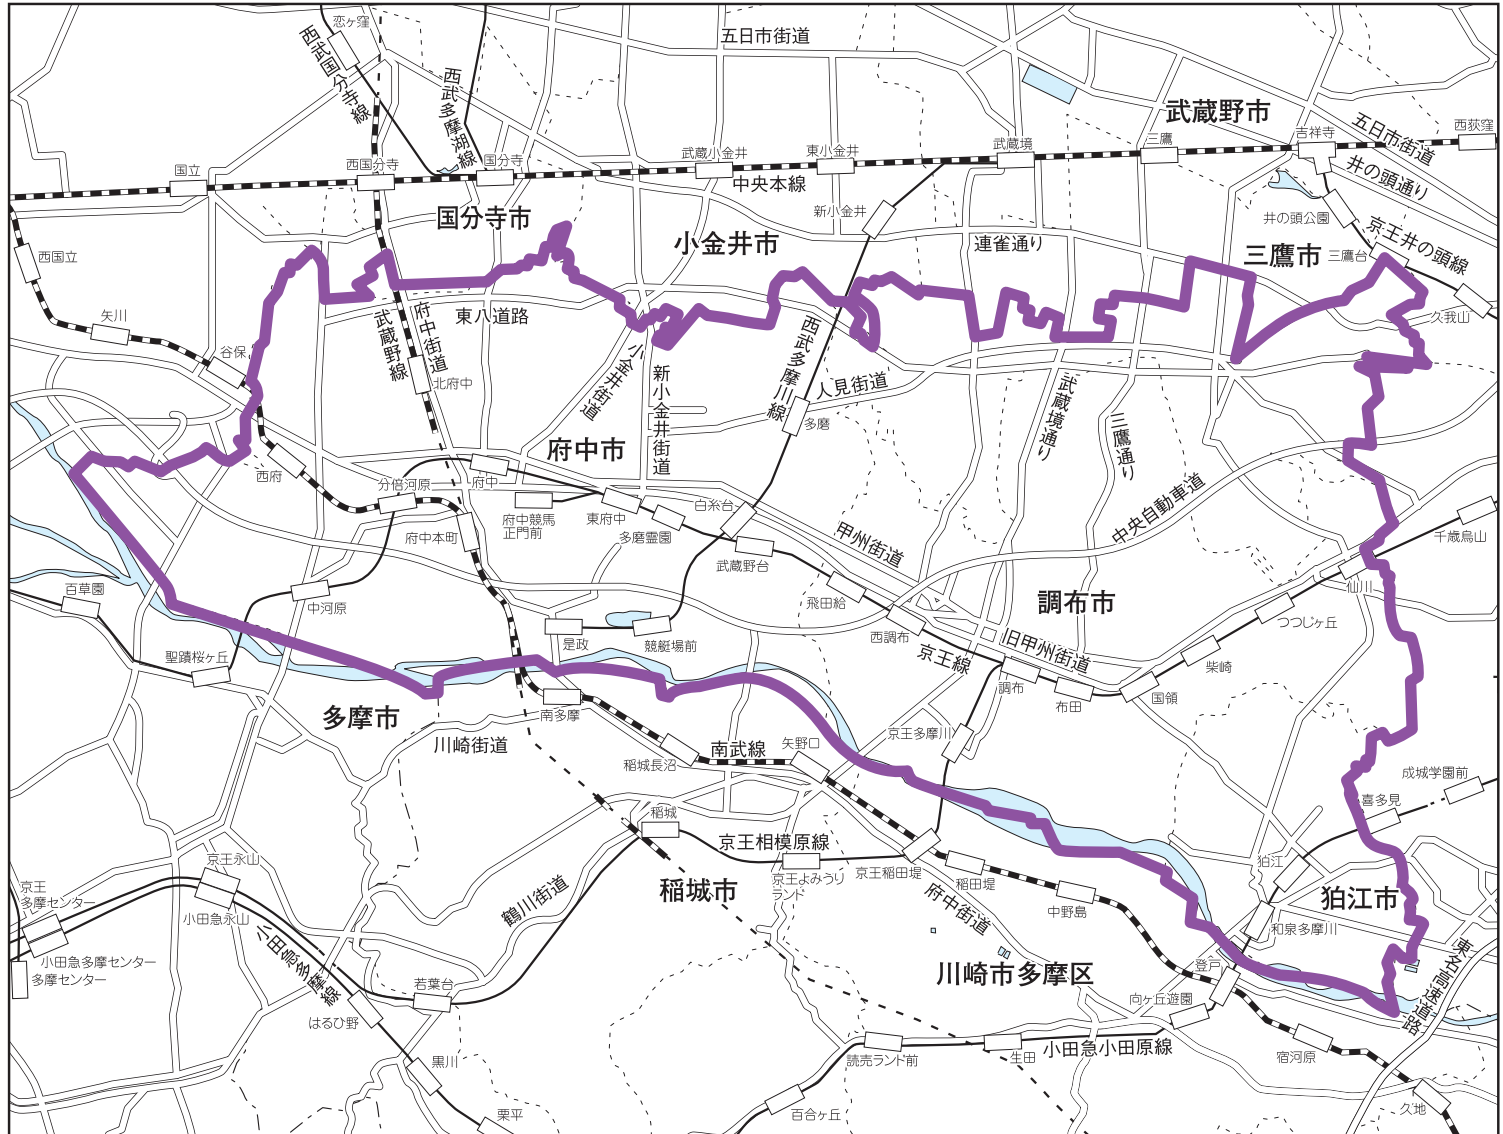 恋ヶ窪
西武国分寺線
西武多摩湖線
五日市街道
武蔵野市
吉祥寺
五日市街道
西荻窪
国立
西国分寺
国分寺
武蔵小金井
東小金井
武蔵境
三鷹
井の頭通り
中央本線
新小金井
井の頭公園
京王井の頭線
国分寺市
小金井市
連雀通り
三鷹市
三鷹台
西国立
矢川
谷保
武蔵野線
府中街道
東八道路
小金井街道
新小金井街道
西武多摩川線
人見街道
久我山
北府中
多磨
武蔵境通り
三鷹通り
府中市
西府
分倍河原
府中
府中競馬
正門前
東府中
多磨霊園
白糸台
武蔵野台
甲州街道
中央自動車道
千歳烏山
府中本町
百草園
中河原
聖蹟桜ヶ丘
是政
競艇場前
飛田給
西調布
調布市
仙川
つつじヶ丘
柴崎
旧甲州街道
京王線
調布
布田
国領
多摩市
南多摩
川崎街道
稲城長沼
南武線
矢野口
京王多摩川
成城学園前
喜多見
稲城
京王相模原線
京王よみうり
ランド
京王稲田堤
稲田堤
中野島
狛江
狛江市
和泉多摩川
京王永山
小田急永山
京王
多摩センター
小田急多摩センター
多摩センター
小田急多摩線
鶴川街道
稲城市
府中街道
川崎市多摩区
登戸
向ヶ丘遊園
東名高速道路
若葉台
はるひ野
黒川
栗平
読売ランド前
生田
小田急小田原線
百合ヶ丘
宿河原
久地